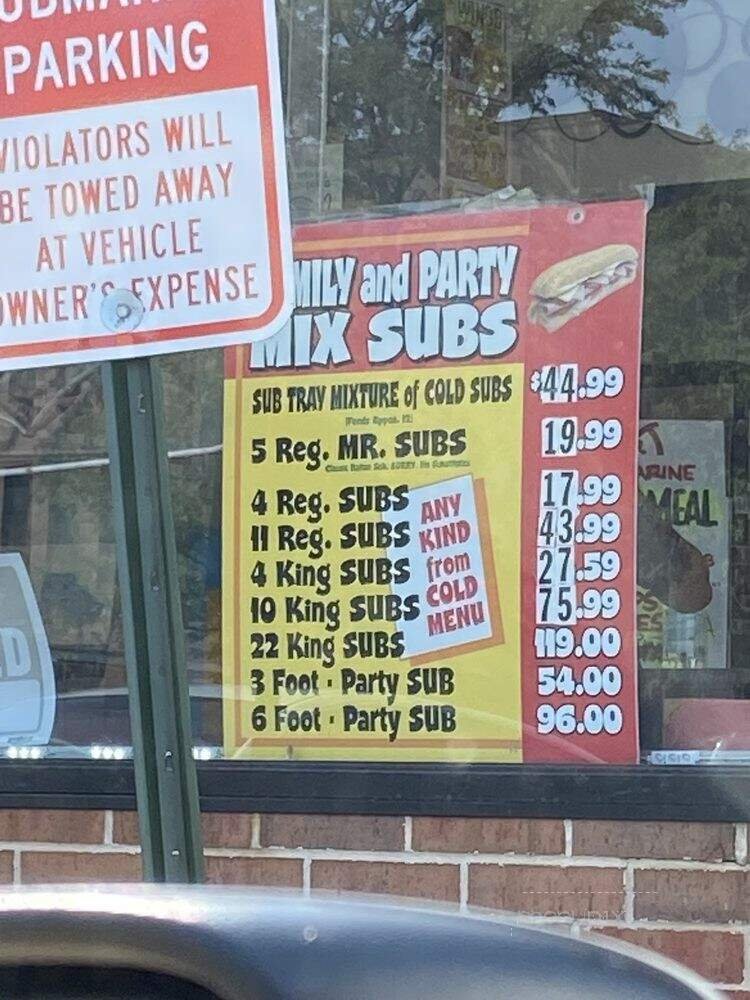 PARKING
VIOLATORS WILL
BE TOWED AWAY
AT VEHICLE
OWNER'S EXPENSE
MILY and PARTY
MIX SUBS
SUB TRAY MIXTURE of COLD SUBS $44.99
(Feeds Appox. 12)
5 Reg. MR. SUBS 19.99
4 Reg. SUBS 17.99
11 Reg. SUBS 43.99
4 King SUBS 27.59
10 King SUBS 75.99
22 King SUBS 119.00
3 Foot · Party SUB 54.00
6 Foot · Party SUB 96.00
ANY
KIND
from
COLD
MENU
ARINE
MEAL